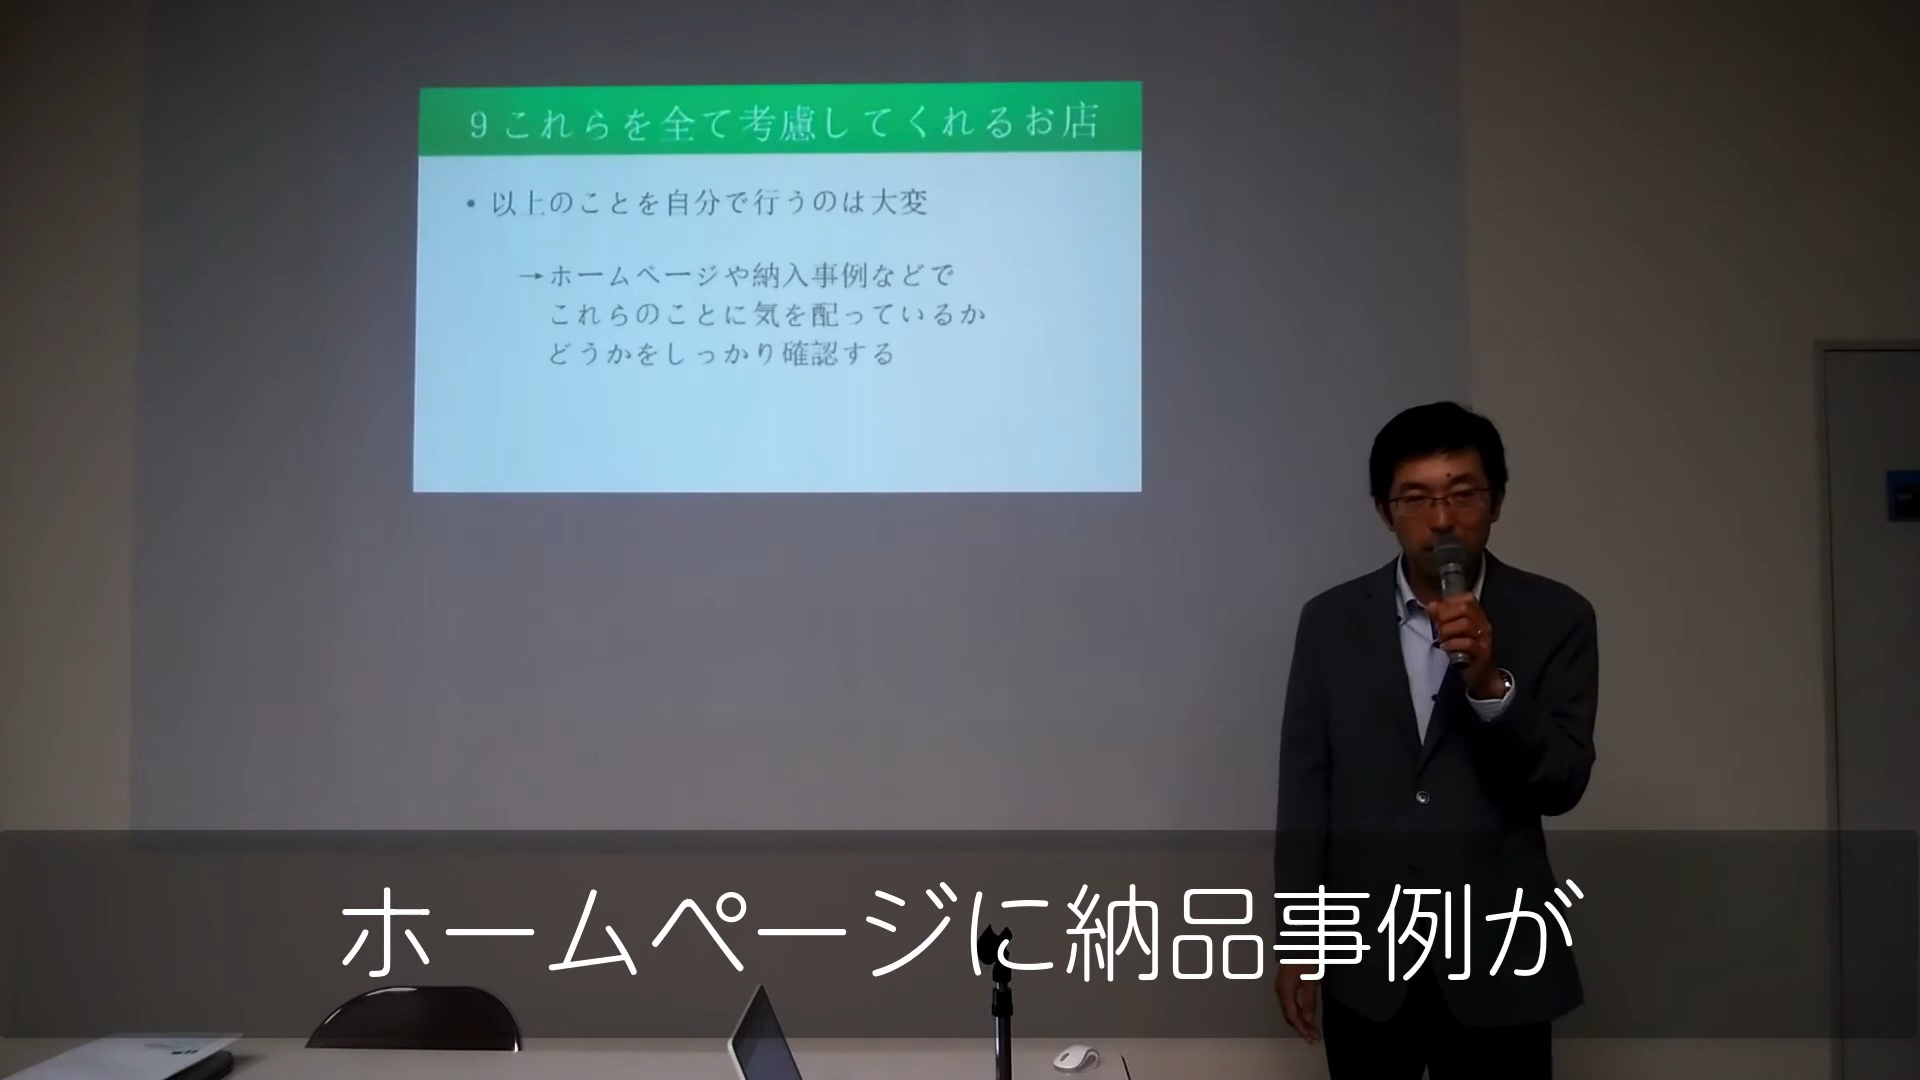 9 これらを全て考慮してくれるお店
• 以上のことを自分で行うのは大変
→ホームページや納入事例などで
これらのことに気を配っているか
どうかをしっかり確認する
ホームページに納品事例が